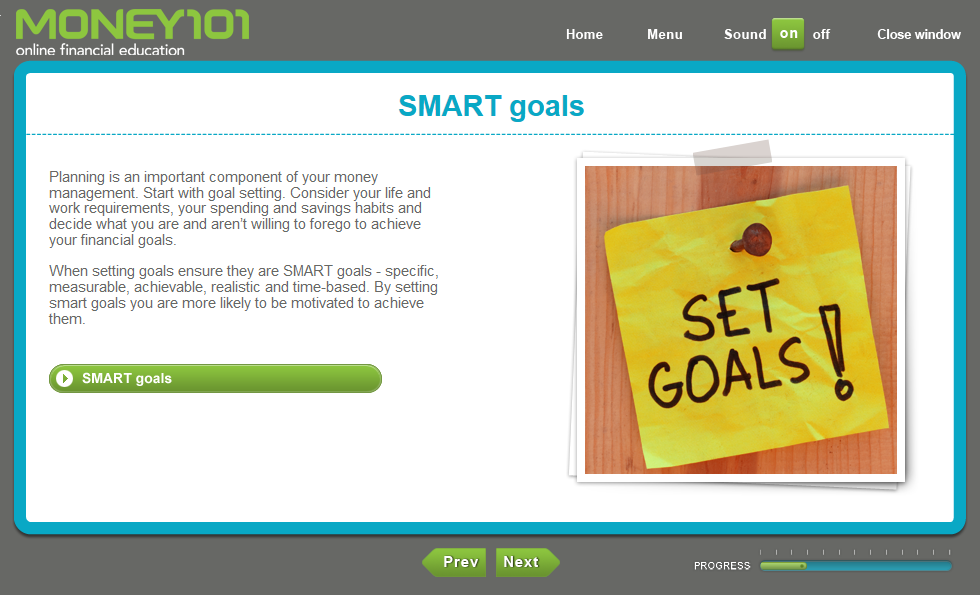 MONEY101
online financial education
Home
Menu
Sound on off
Close window
SMART goals
Planning is an important component of your money
management. Start with goal setting. Consider your life and
work requirements, your spending and savings habits and
decide what you are and aren't willing to forego to achieve
your financial goals.
When setting goals ensure they are SMART goals - specific,
measurable, achievable, realistic and time-based. By setting
smart goals you are more likely to be motivated to achieve
them.
SMART goals
SET
GOALS!
Prev
Next
PROGRESS